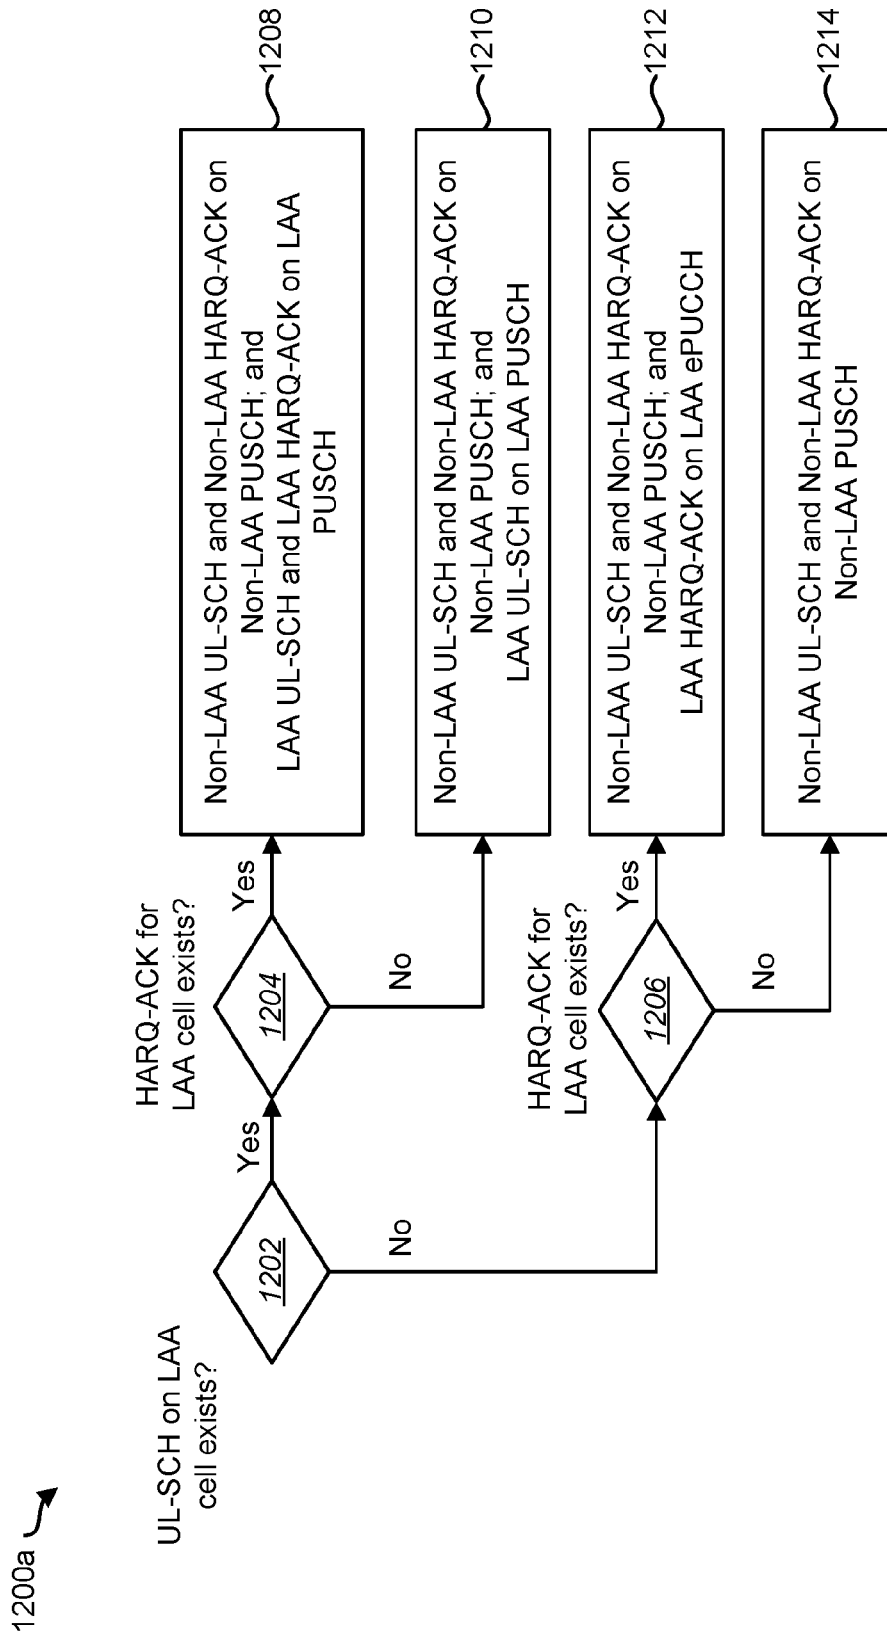 1200a
UL-SCH on LAA
cell exists?
1202
Yes
No
HARQ-ACK for
LAA cell exists?
1204
Yes
No
Non-LAA UL-SCH and Non-LAA HARQ-ACK on
Non-LAA PUSCH; and
LAA UL-SCH and LAA HARQ-ACK on LAA
PUSCH
1208
Non-LAA UL-SCH and Non-LAA HARQ-ACK on
Non-LAA PUSCH; and
LAA UL-SCH on LAA PUSCH
1210
HARQ-ACK for
LAA cell exists?
1206
Yes
No
Non-LAA UL-SCH and Non-LAA HARQ-ACK on
Non-LAA PUSCH; and
LAA HARQ-ACK on LAA ePUCCH
1212
Non-LAA UL-SCH and Non-LAA HARQ-ACK on
Non-LAA PUSCH
1214